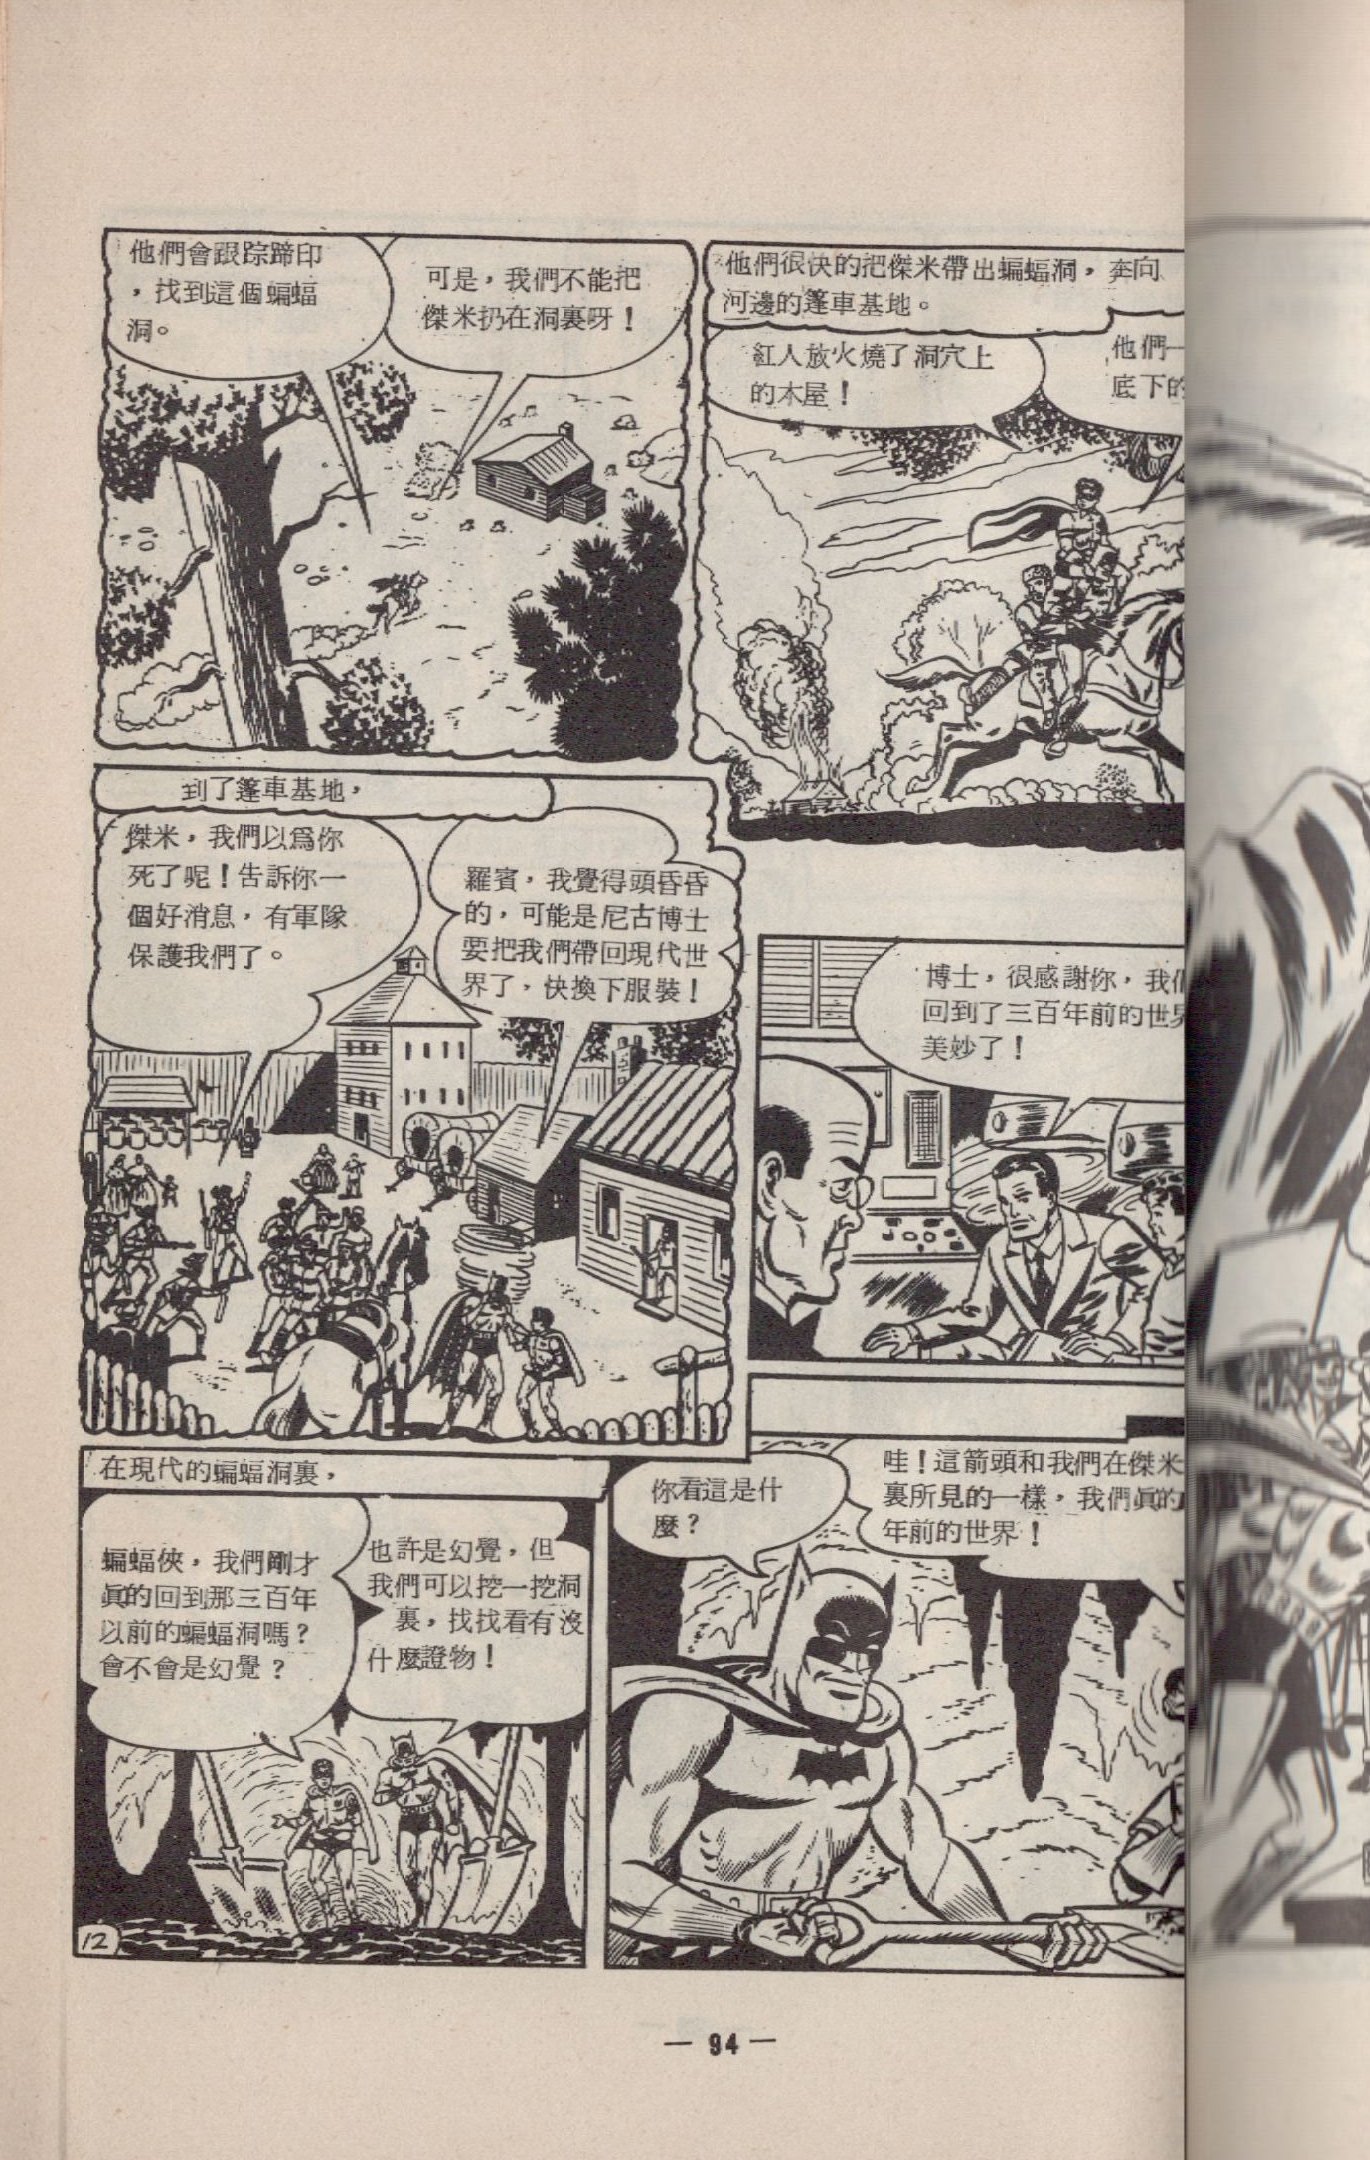 他們會跟踪蹄印
，找到這個蝙蝠
洞。
可是，我們不能把
傑米扔在洞裏呀！
他們很快的把傑米帶出蝙蝠洞，奔向
河邊的篷車基地。
紅人放火燒了洞穴上
的木屋！
他們一
底下的
到了篷車基地，
傑米，我們以爲你
死了呢！告訴你一
個好消息，有軍隊
保護我們了。
羅賓，我覺得頭昏昏
的，可能是尼古博士
要把我們帶回現代世
界了，快換下服裝！
博士，很感謝你，我們
回到了三百年前的世界
美妙了！
在現代的蝙蝠洞裏，
蝙蝠俠，我們剛才
眞的回到那三百年
以前的蝙蝠洞嗎？
會不會是幻覺？
也許是幻覺，但
我們可以挖一挖洞
裏，找找看有沒
什麼證物！
你看這是什
麼？
哇！這箭頭和我們在傑米
裏所見的一樣，我們眞的
年前的世界！
12
— 94 —